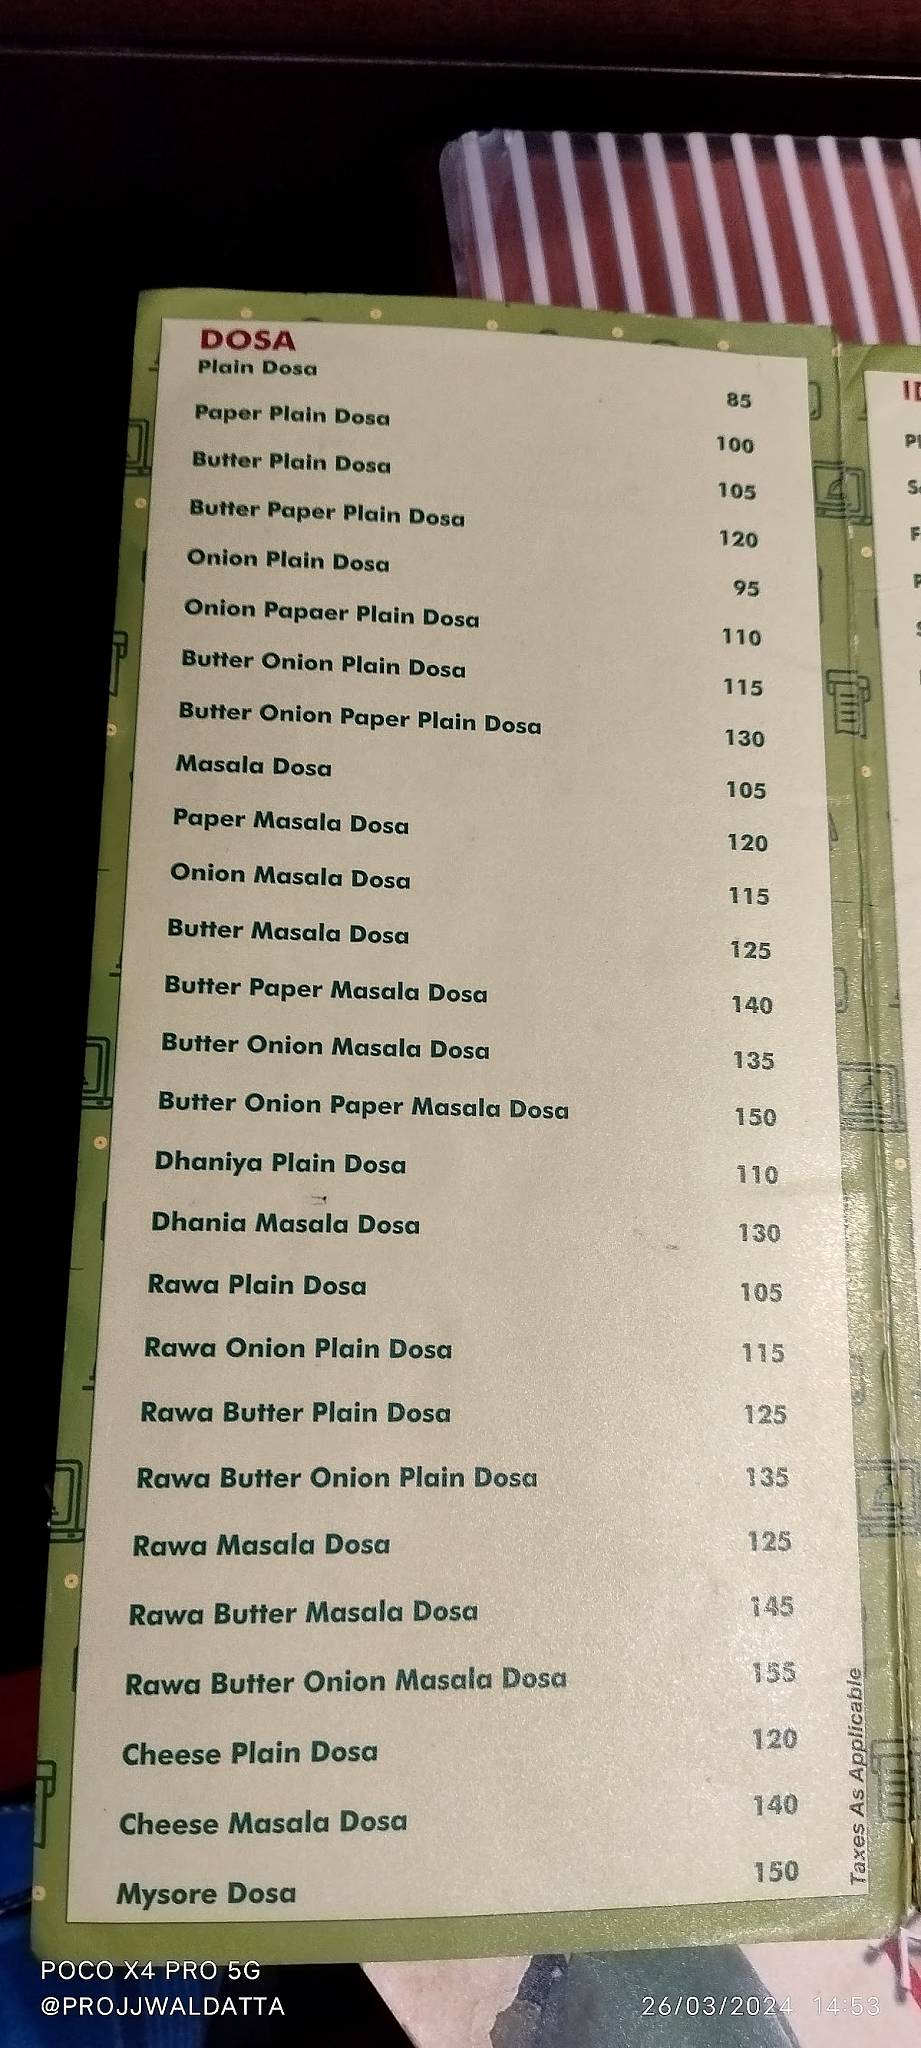 DOSA
Plain Dosa 85
Paper Plain Dosa 100
Butter Plain Dosa 105
Butter Paper Plain Dosa 120
Onion Plain Dosa 95
Onion Papaer Plain Dosa 110
Butter Onion Plain Dosa 115
Butter Onion Paper Plain Dosa 130
Masala Dosa 105
Paper Masala Dosa 120
Onion Masala Dosa 115
Butter Masala Dosa 125
Butter Paper Masala Dosa 140
Butter Onion Masala Dosa 135
Butter Onion Paper Masala Dosa 150
Dhaniya Plain Dosa 110
Dhania Masala Dosa 130
Rawa Plain Dosa 105
Rawa Onion Plain Dosa 115
Rawa Butter Plain Dosa 125
Rawa Butter Onion Plain Dosa 135
Rawa Masala Dosa 125
Rawa Butter Masala Dosa 145
Rawa Butter Onion Masala Dosa 155
Cheese Plain Dosa 120
Cheese Masala Dosa 140
Mysore Dosa 150
Taxes As Applicable
POCO X4 PRO 5G
@PROJJWALDATTA 26/03/2024 14:53